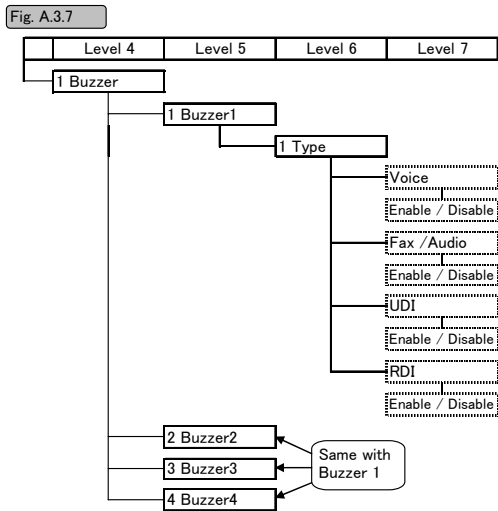 Fig. A.3.7
Level 4 Level 5 Level 6 Level 7
1 Buzzer
1 Buzzer1
1 Type
Voice
Enable / Disable
Fax /Audio
Enable / Disable
UDI
Enable / Disable
RDI
Enable / Disable
2 Buzzer2
3 Buzzer3
4 Buzzer4
Same with
Buzzer 1